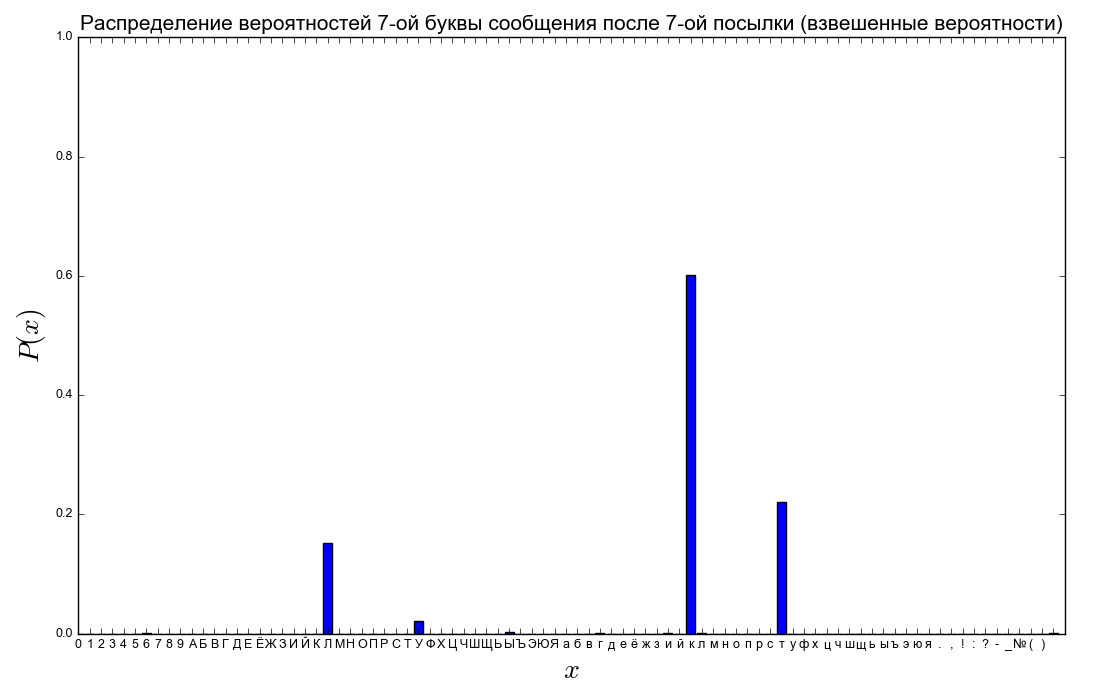 Распределение вероятностей 7-ой буквы сообщения после 7-ой посылки (взвешенные вероятности)
1.0
0.8
0.6
0.4
0.2
0.0
P(x)
0 1 2 3 4 5 6 7 8 9 А Б В Г Д Е Ё Ж З И Й К Л М Н О П Р С Т У Ф Х Ц Ч Ш Щ Ь Ы Ъ Э Ю Я а б в г д е ё ж з и й к л м н о п р с т у ф х ц ч ш щ ь ы ъ э ю я . , ! : ? - _ № ( )
x